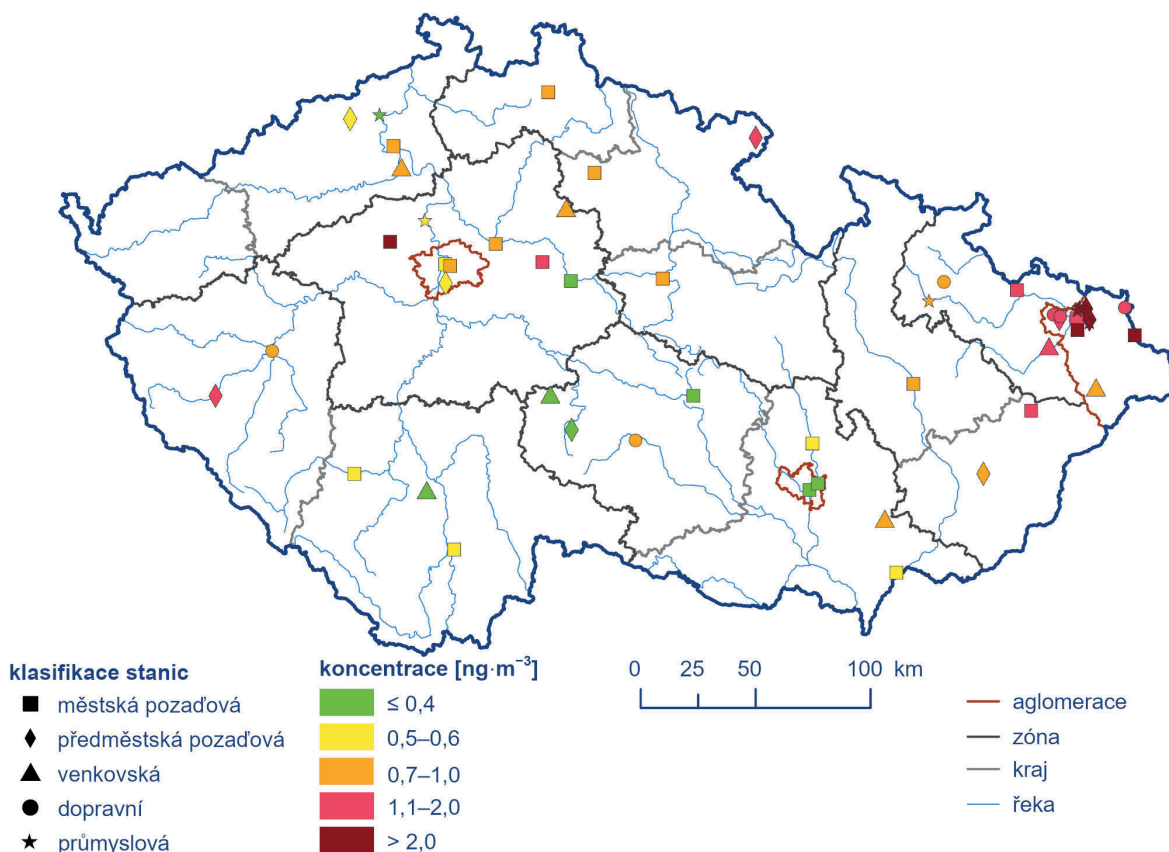 klasifikace stanic
městská pozaďová
předměstská pozaďová
venkovská
dopravní
průmyslová
koncentrace [ng·m⁻³]
≤ 0,4
0,5–0,6
0,7–1,0
1,1–2,0
> 2,0
0 25 50 100 km
aglomerace
zóna
kraj
řeka